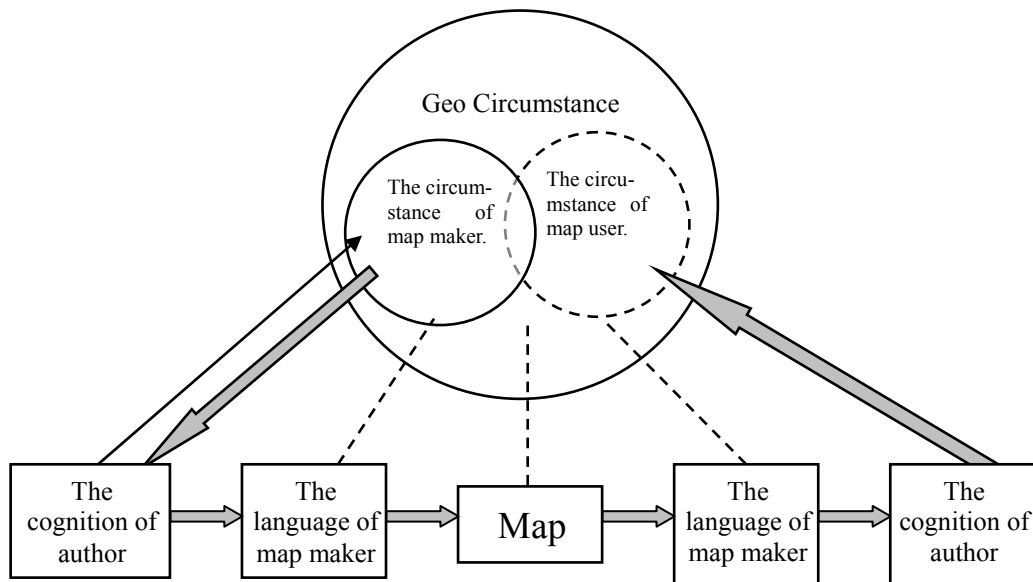 Geo Circumstance
The circum-
stance of
map maker.
The circu-
mstance of
map user.
The
cognition of
author
The
language of
map maker
Map
The
language of
map maker
The
cognition of
author